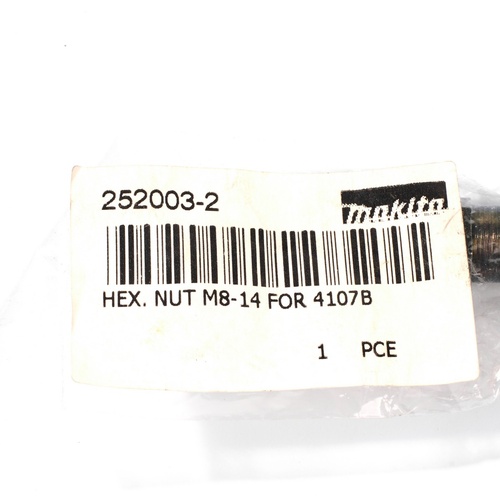 252003-2
makita
HEX. NUT M8-14 FOR 4107B
1 PCE